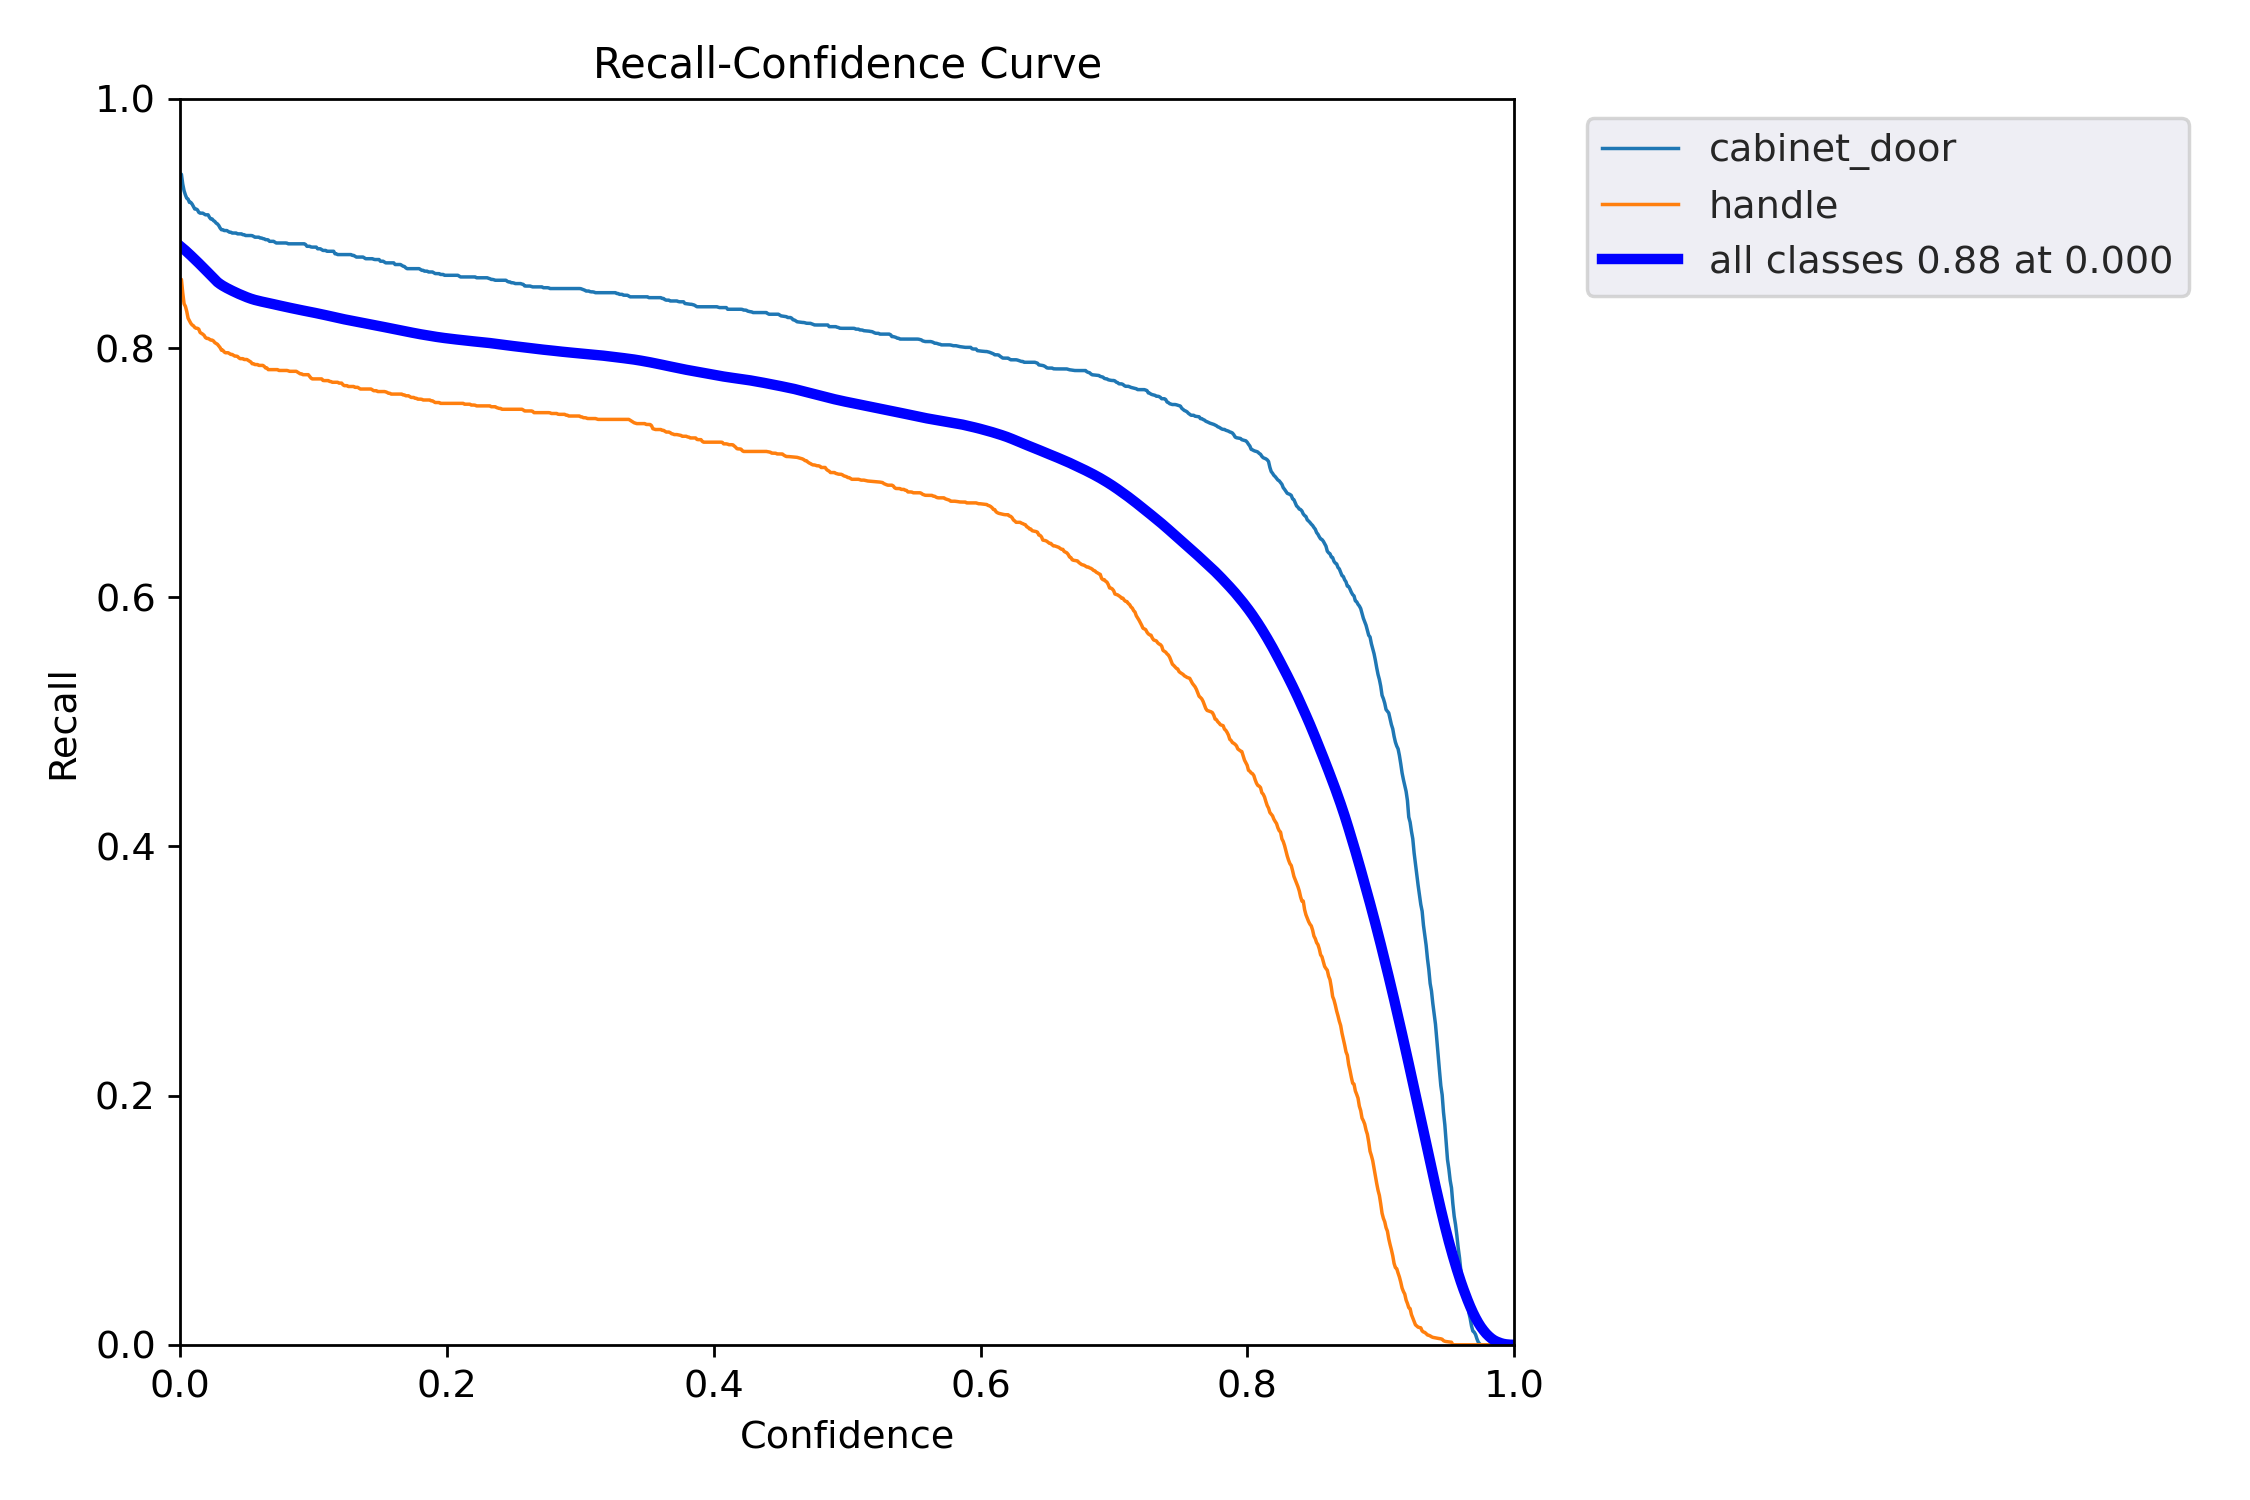 Recall-Confidence Curve
1.0
0.8
0.6
0.4
0.2
0.0
Recall
0.0 0.2 0.4 0.6 0.8 1.0
Confidence
cabinet_door
handle
all classes 0.88 at 0.000